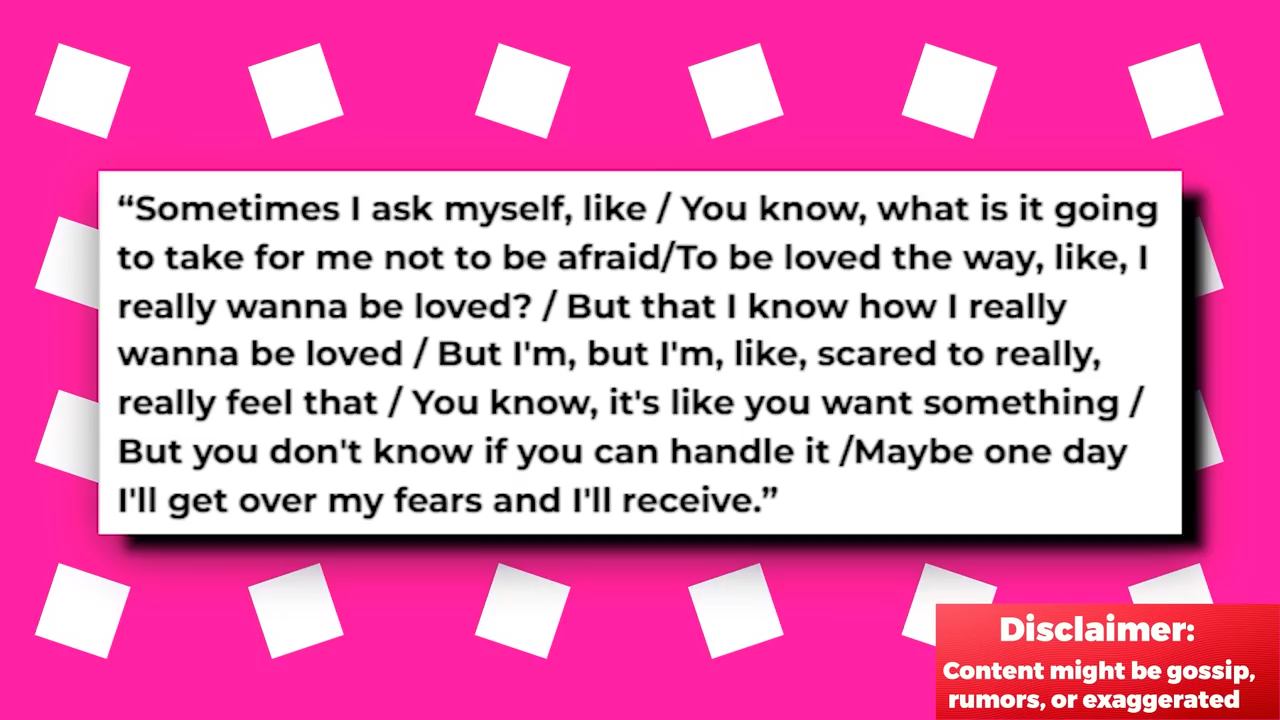 “Sometimes I ask myself, like / You know, what is it going
to take for me not to be afraid/To be loved the way, like, I
really wanna be loved? / But that I know how I really
wanna be loved / But I'm, but I'm, like, scared to really,
really feel that / You know, it's like you want something /
But you don't know if you can handle it /Maybe one day
I'll get over my fears and I'll receive.”
Disclaimer:
Content might be gossip,
rumors, or exaggerated